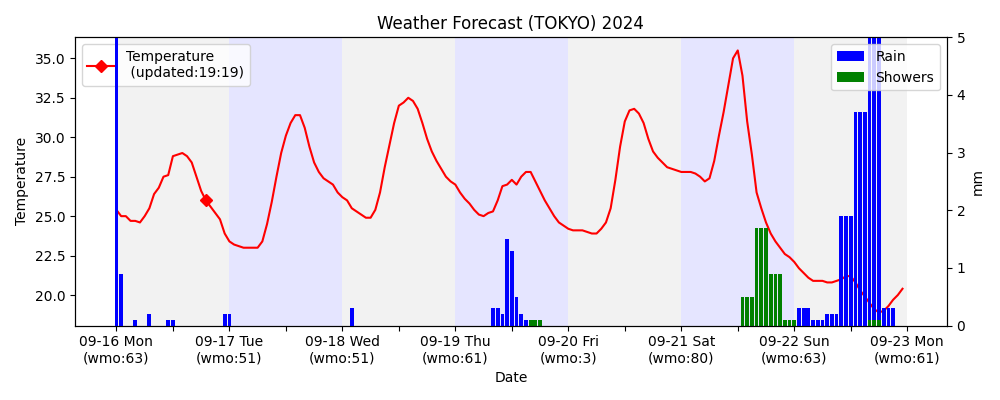 Weather Forecast (TOKYO) 2024
Temperature
(updated:19:19)
Rain
Showers
Temperature
35.0
32.5
30.0
27.5
25.0
22.5
20.0
5
4
3
2
1
0
mm
09-16 Mon 09-17 Tue 09-18 Wed 09-19 Thu 09-20 Fri 09-21 Sat 09-22 Sun 09-23 Mon
(wmo:63) (wmo:51) (wmo:51) (wmo:61) (wmo:3) (wmo:80) (wmo:63) (wmo:61)
Date